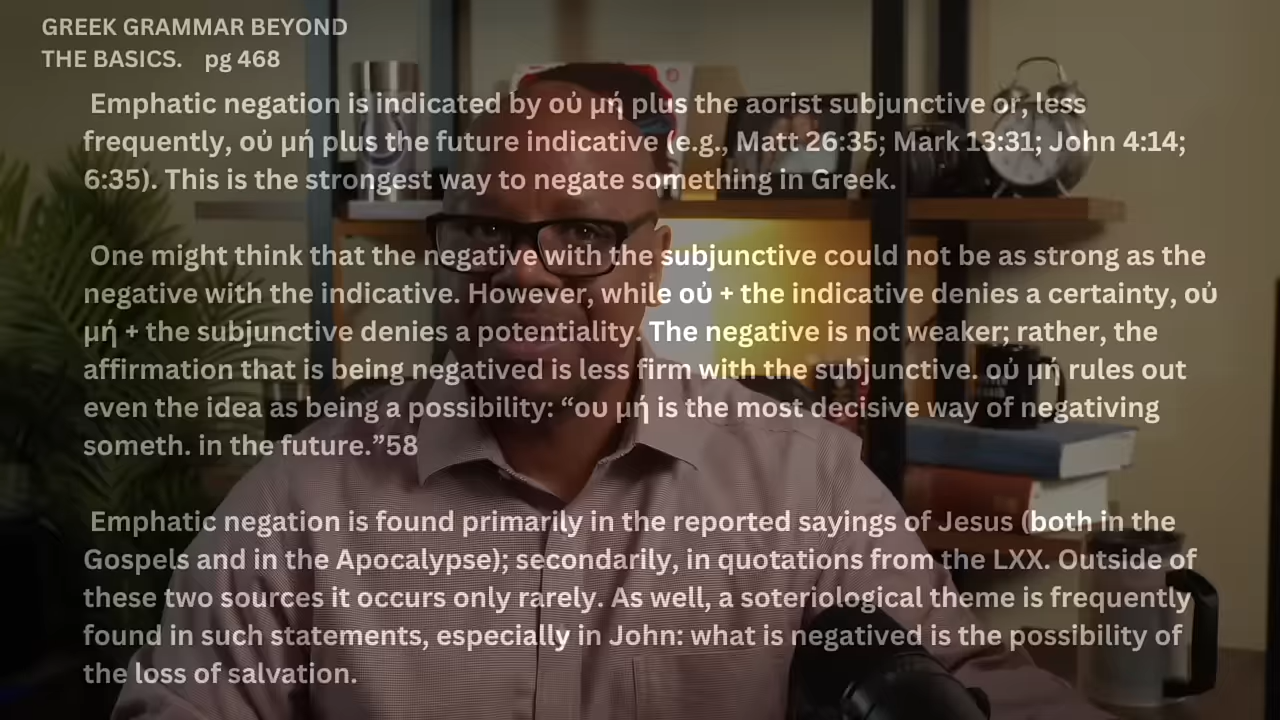 GREEK GRAMMAR BEYOND
THE BASICS. pg 468
Emphatic negation is indicated by οὐ μή plus the aorist subjunctive or, less
frequently, οὐ μή plus the future indicative (e.g., Matt 26:35; Mark 13:31; John 4:14;
6:35). This is the strongest way to negate something in Greek.
One might think that the negative with the subjunctive could not be as strong as the
negative with the indicative. However, while οὐ + the indicative denies a certainty, οὐ
μή + the subjunctive denies a potentiality. The negative is not weaker; rather, the
affirmation that is being negatived is less firm with the subjunctive. οὐ μή rules out
even the idea as being a possibility: “ου μή is the most decisive way of negativing
someth. in the future.”58
Emphatic negation is found primarily in the reported sayings of Jesus (both in the
Gospels and in the Apocalypse); secondarily, in quotations from the LXX. Outside of
these two sources it occurs only rarely. As well, a soteriological theme is frequently
found in such statements, especially in John: what is negatived is the possibility of
the loss of salvation.